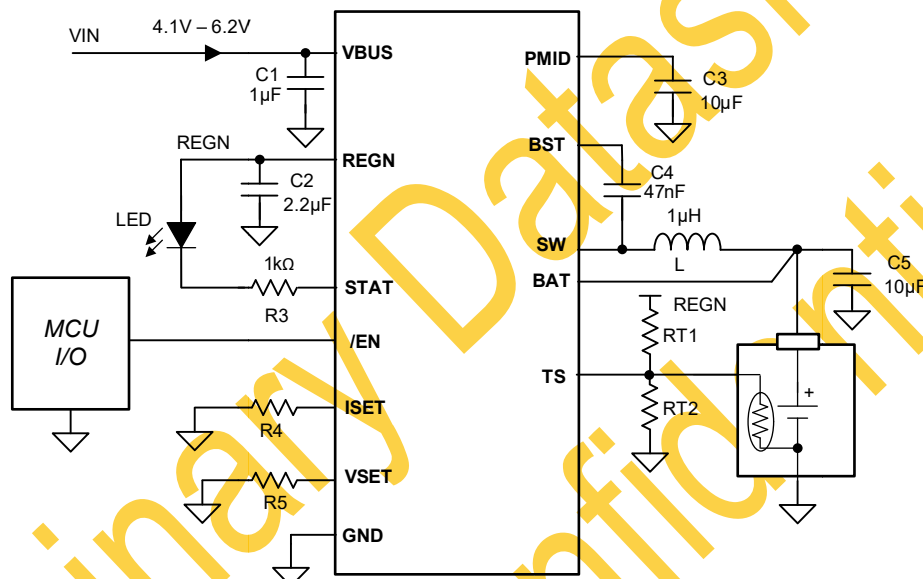 VIN
4.1V – 6.2V
VBUS
C1
1µF
REGN
REGN
C2
2.2µF
LED
1kΩ
STAT
R3
MCU
I/O
/EN
ISET
R4
VSET
R5
GND
PMID
C3
10µF
BST
C4
47nF
1µH
SW
L
BAT
C5
10µF
REGN
RT1
TS
RT2
+